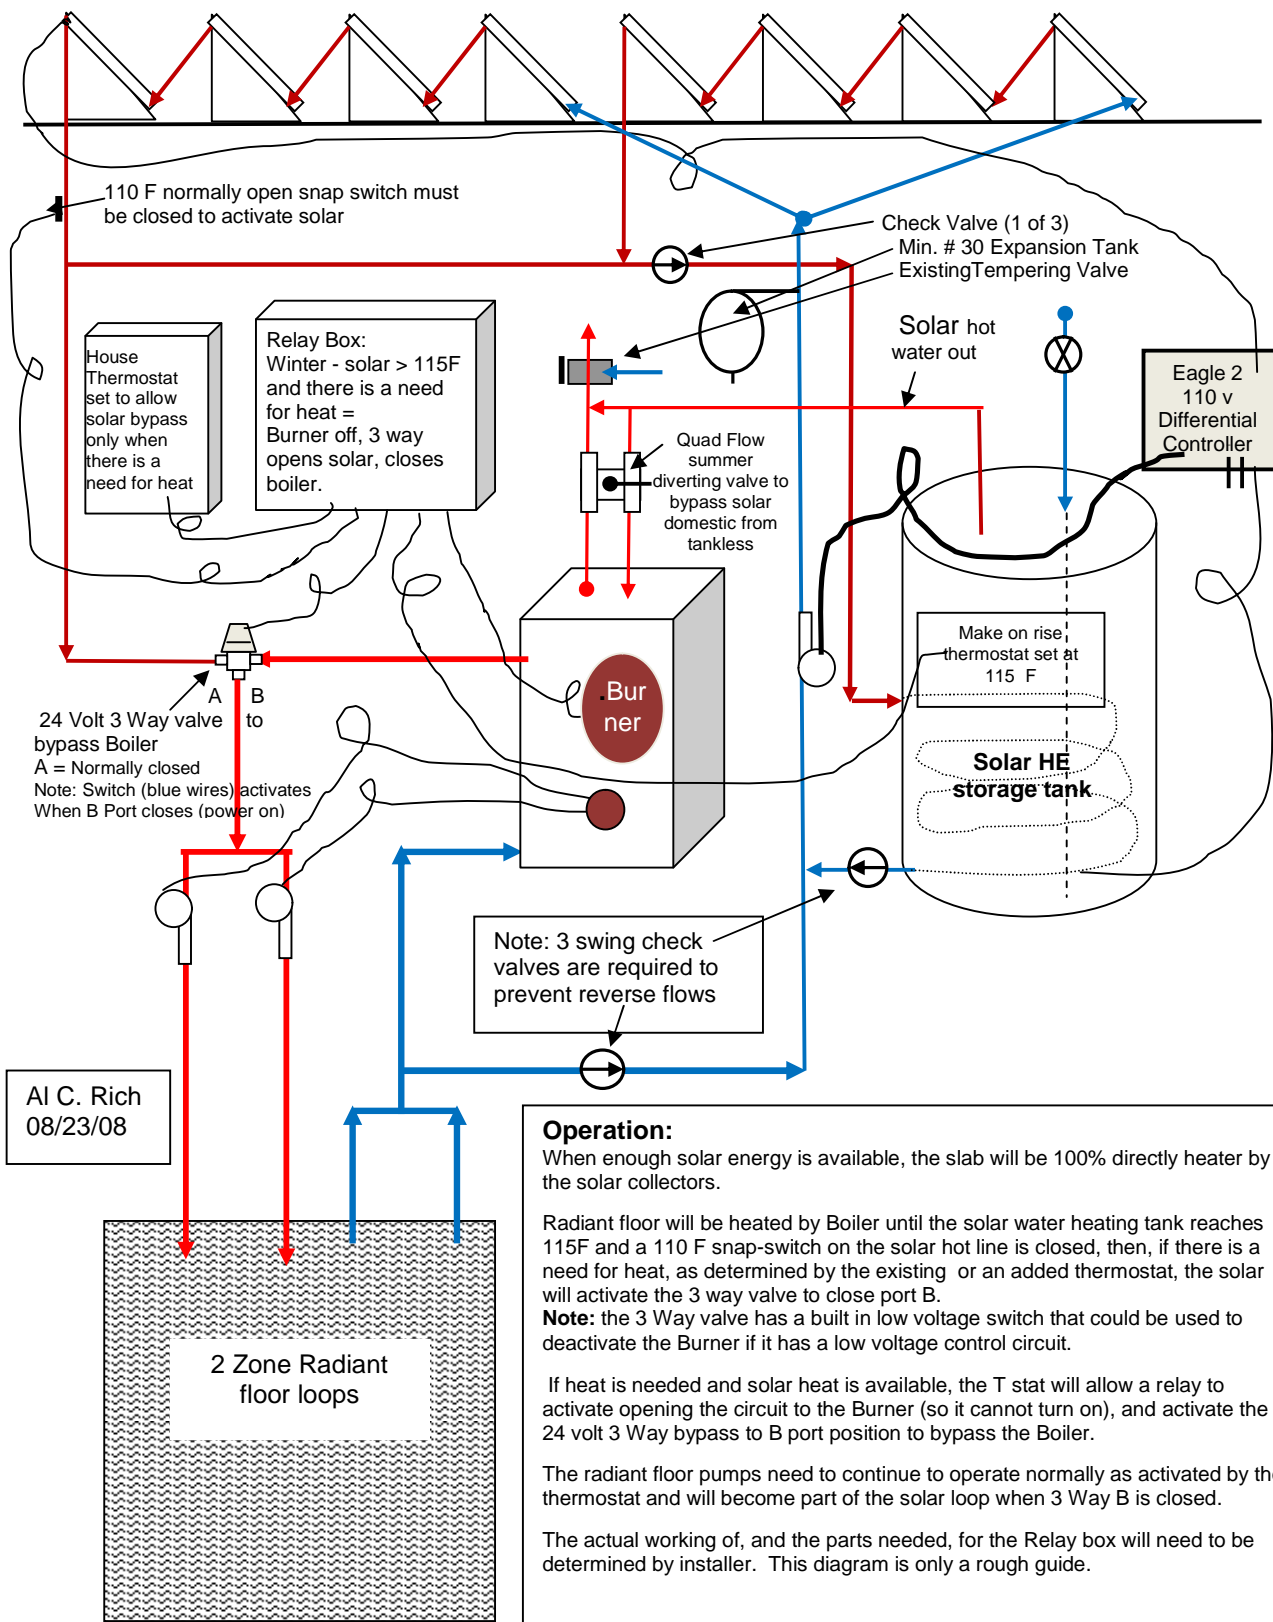 110 F normally open snap switch must
be closed to activate solar
Check Valve (1 of 3)
Min. # 30 Expansion Tank
ExistingTempering Valve
House
Thermostat
set to allow
solar bypass
only when
there is a
need for heat
Relay Box:
Winter - solar > 115F
and there is a need
for heat =
Burner off, 3 way
opens solar, closes
boiler.
Solar hot
water out
Eagle 2
110 v
Differential
Controller
Quad Flow
summer
diverting valve to
bypass solar
domestic from
tankless
Make on rise
thermostat set at
115 F
.Bur
ner
A B
24 Volt 3 Way valve to
bypass Boiler
A = Normally closed
Note: Switch (blue wires) activates
When B Port closes (power on)
Solar HE
storage tank
Note: 3 swing check
valves are required to
prevent reverse flows
Al C. Rich
08/23/08
2 Zone Radiant
floor loops
Operation:
When enough solar energy is available, the slab will be 100% directly heater by
the solar collectors.
Radiant floor will be heated by Boiler until the solar water heating tank reaches
115F and a 110 F snap-switch on the solar hot line is closed, then, if there is a
need for heat, as determined by the existing or an added thermostat, the solar
will activate the 3 way valve to close port B.
Note: the 3 Way valve has a built in low voltage switch that could be used to
deactivate the Burner if it has a low voltage control circuit.
If heat is needed and solar heat is available, the T stat will allow a relay to
activate opening the circuit to the Burner (so it cannot turn on), and activate the
24 volt 3 Way bypass to B port position to bypass the Boiler.
The radiant floor pumps need to continue to operate normally as activated by the
thermostat and will become part of the solar loop when 3 Way B is closed.
The actual working of, and the parts needed, for the Relay box will need to be
determined by installer. This diagram is only a rough guide.